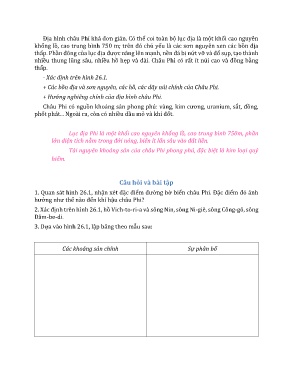 Địa hình châu Phi khá đơn giản. Có thể coi toàn bộ lục địa là một khối cao nguyên
khổng lồ, cao trung bình 750 m; trên đó chủ yếu là các sơn nguyên xen các bồn địa
thấp. Phần đông của lục địa được nâng lên mạnh, nền đá bị nứt vỡ và đổ sụp, tạo thành
nhiều thung lũng sâu, nhiều hồ hẹp và dài. Châu Phi có rất ít núi cao và đồng bằng
thấp.
- Xác định trên hình 26.1.
+ Các bồn địa và sơn nguyên, các hồ, các dãy núi chính của Châu Phi.
+ Hướng nghiêng chính của địa hình châu Phi.
Châu Phi có nguồn khoáng sản phong phú: vàng, kim cương, uranium, sắt, đồng,
phốt phát... Ngoài ra, còn có nhiều dầu mỏ và khí đốt.
Lục địa Phi là một khối cao nguyên khổng lồ, cao trung bình 750m, phần
lớn diện tích nằm trong đới nóng, biển ít lấn sâu vào đất liền.
Tài nguyên khoáng sản của châu Phi phong phú, đặc biệt là kim loại quý
hiếm.
Câu hỏi và bài tập
1. Quan sát hình 26.1, nhận xét đặc điểm đường bờ biển châu Phi. Đặc điểm đó ảnh
hưởng như thế nào đến khí hậu châu Phi?
2. Xác định trên hình 26.1, hồ Vich-to-ri-a và sông Nin, sông Ni-giê, sông Công-gô, sông
Dăm-be-di.
3. Dựa vào hình 26.1, lập bảng theo mẫu sau:
Các khoáng sản chính Sự phân bố